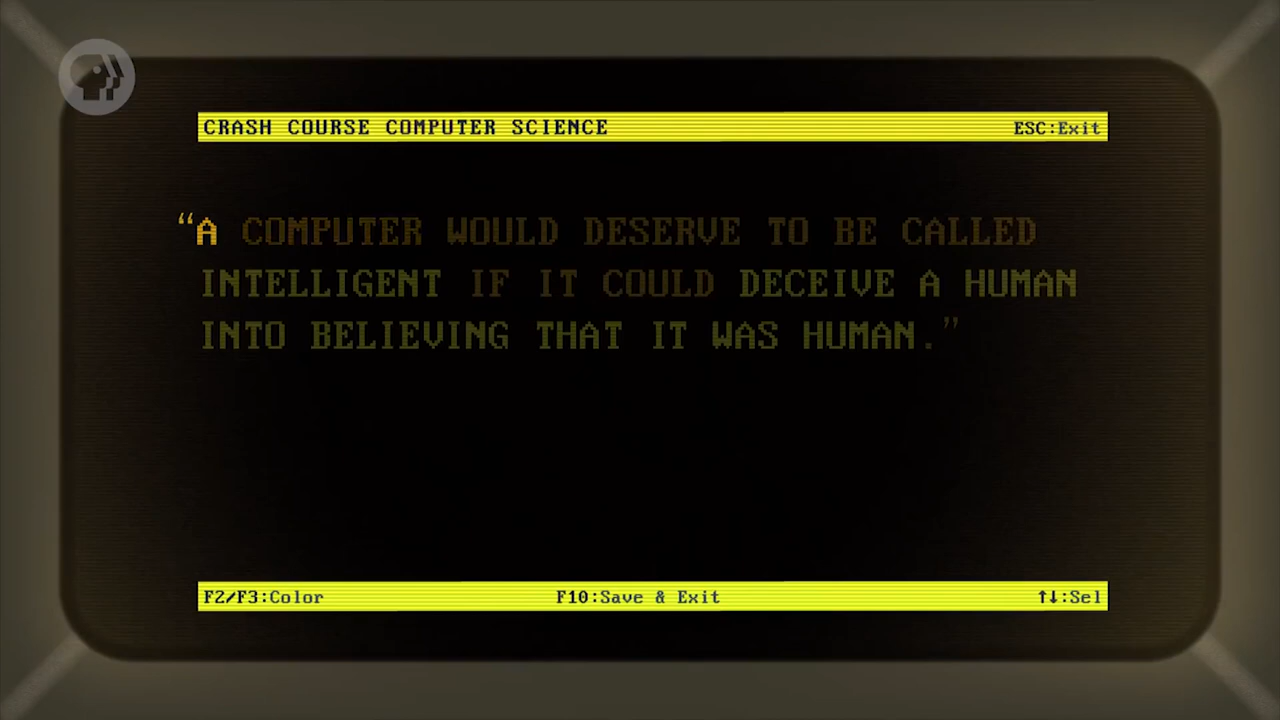 CRASH COURSE COMPUTER SCIENCE ESC:Exit
“A COMPUTER WOULD DESERVE TO BE CALLED
INTELLIGENT IF IT COULD DECEIVE A HUMAN
INTO BELIEVING THAT IT WAS HUMAN.”
F2/F3:Color F10:Save & Exit ↑↓:Sel